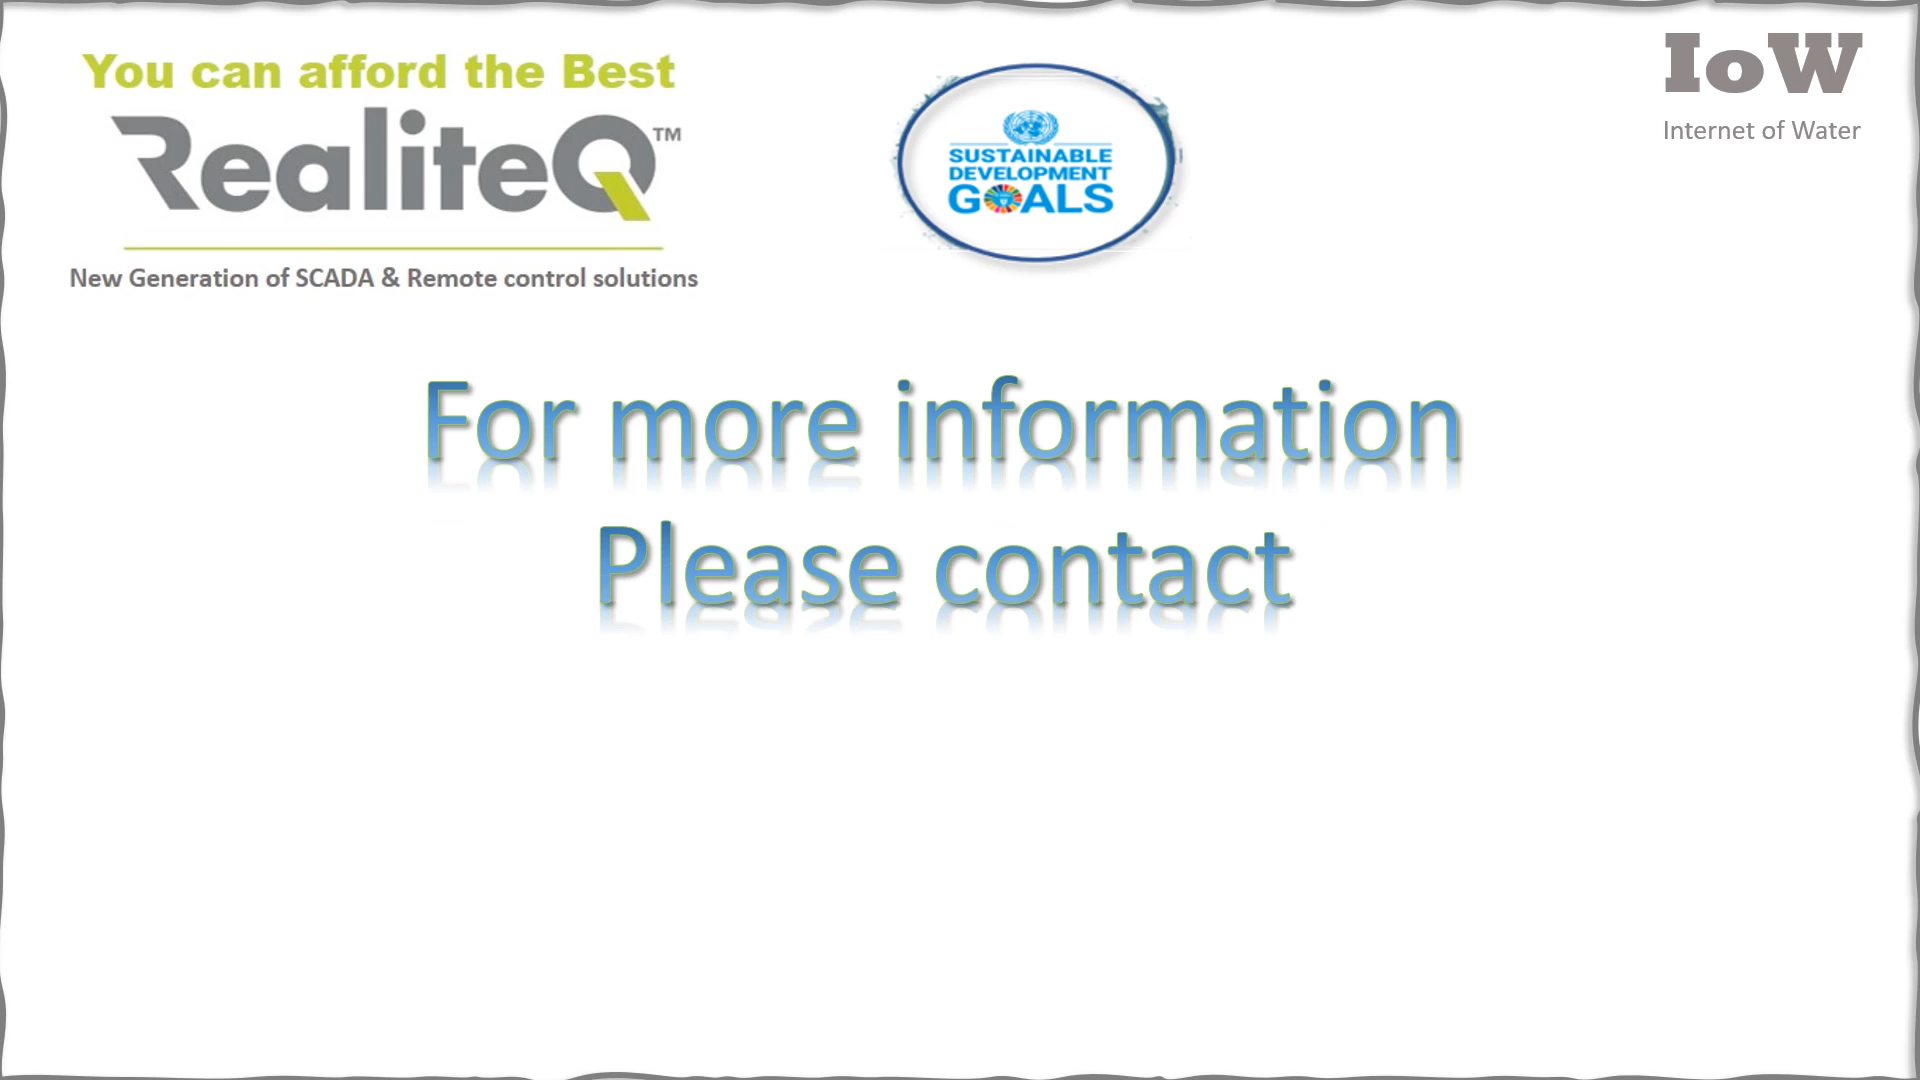 You can afford the Best
RealiteQ™
New Generation of SCADA & Remote control solutions
SUSTAINABLE
DEVELOPMENT
GOALS
IoW
Internet of Water
For more information
Please contact